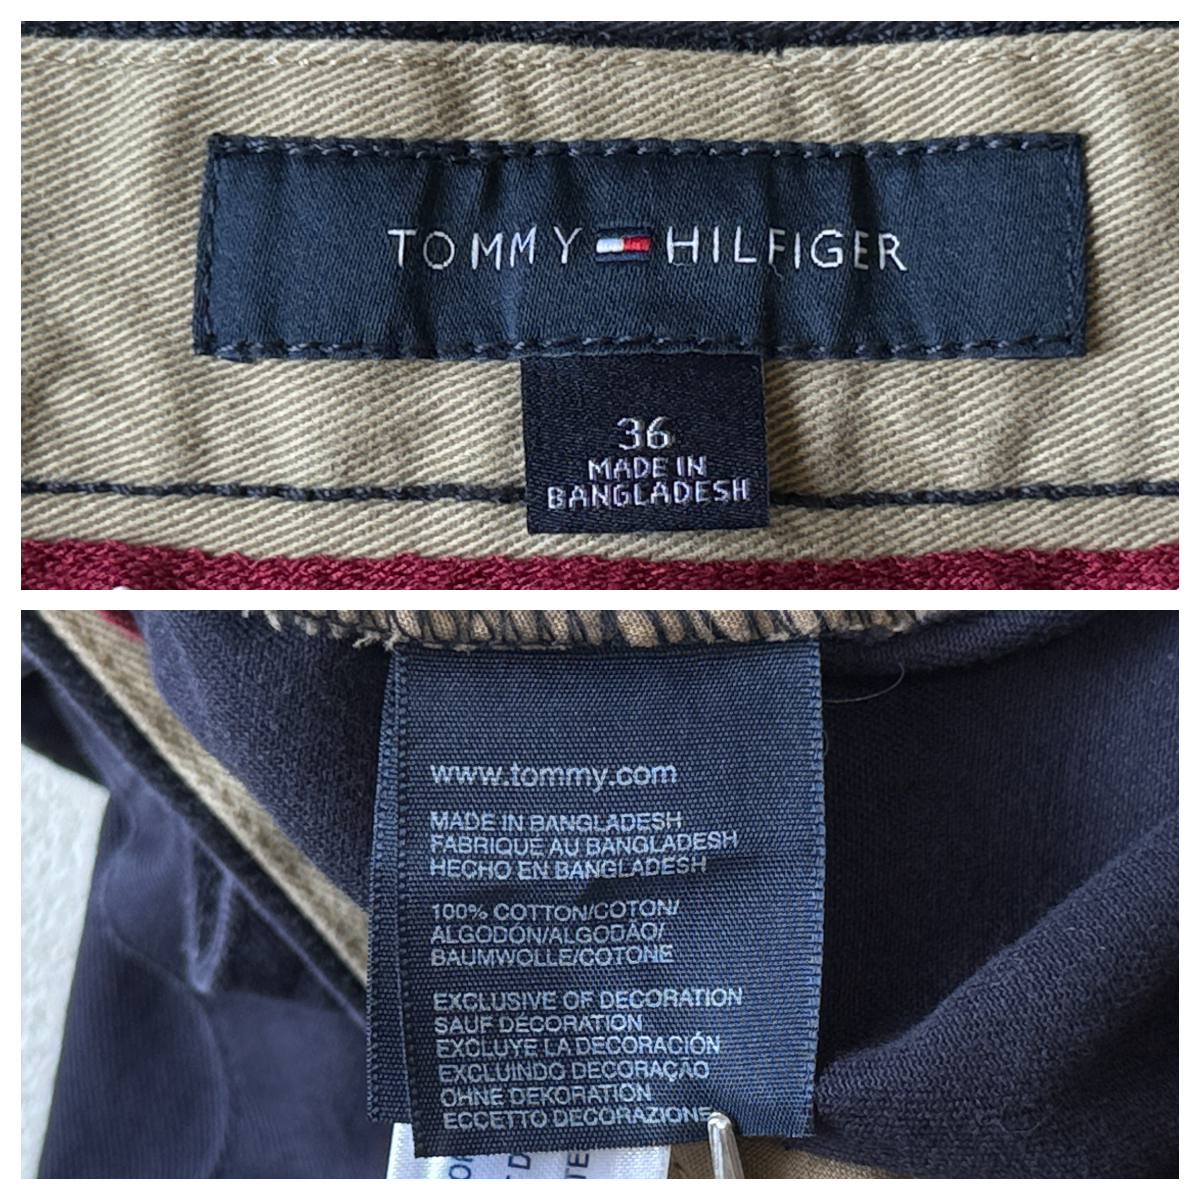 TOMMY HILFIGER
36
MADE IN
BANGLADESH
www.tommy.com
MADE IN BANGLADESH
FABRIQUE AU BANGLADESH
HECHO EN BANGLADESH
100% COTTON/COTON/
ALGODÓN/ALGODÃO/
BAUMWOLLE/COTONE
EXCLUSIVE OF DECORATION
SAUF DÉCORATION
EXCLUYE LA DECORACIÓN
EXCLUINDO DECORAÇÃO
OHNE DEKORATION
ECCETTO DECORAZIONE